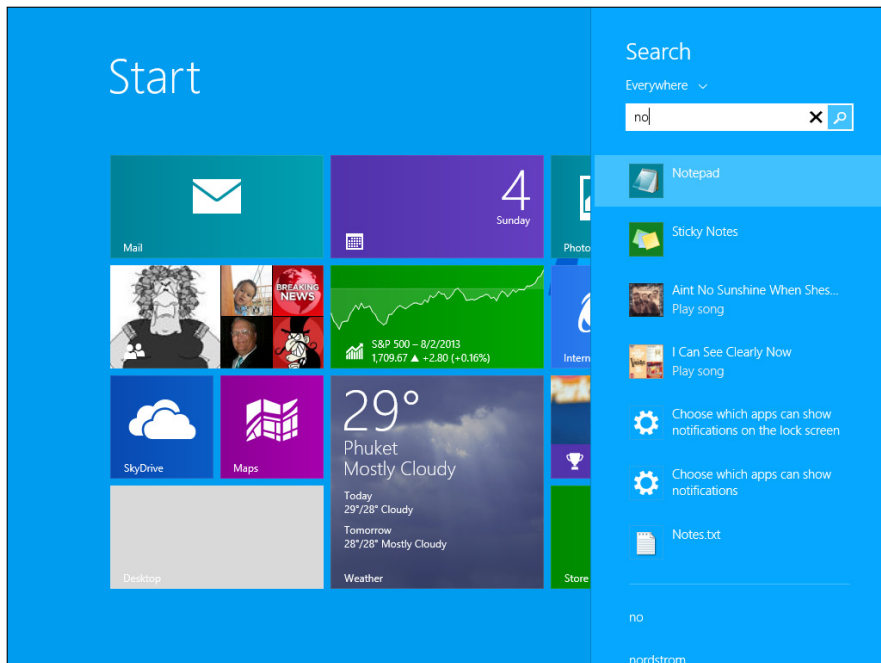 Start
Search
Everywhere
no
Mail
4
Sunday
Photo
BREAKING
NEWS
S&P 500 – 8/2/2013
1,709.67 ▲ +2.80 (+0.16%)
Intern
SkyDrive
Maps
29°
Phuket
Mostly Cloudy
Today
29°/28° Cloudy
Tomorrow
28°/28° Mostly Cloudy
Desktop
Weather
Store
Notepad
Sticky Notes
Aint No Sunshine When Shes...
Play song
I Can See Clearly Now
Play song
Choose which apps can show
notifications on the lock screen
Choose which apps can show
notifications
Notes.txt
no
nordstrom